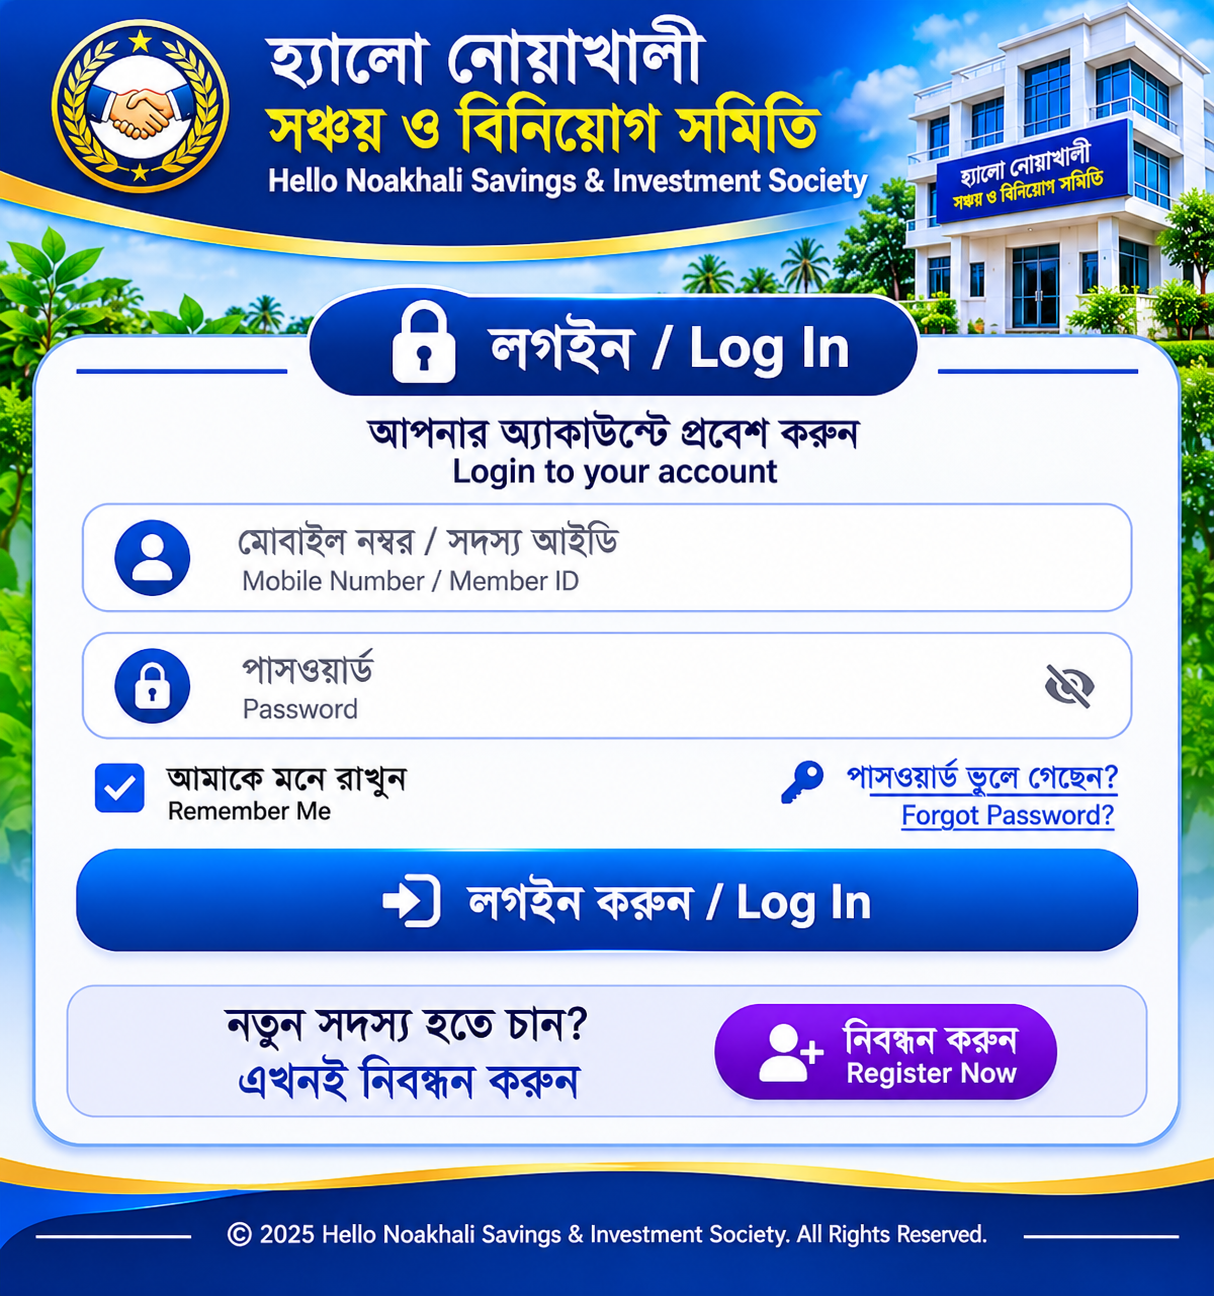 হ্যালো নোয়াখালী
সঞ্চয় ও বিনিয়োগ সমিতি
Hello Noakhali Savings & Investment Society
হ্যালো নোয়াখালী
সঞ্চয় ও বিনিয়োগ সমিতি
লগইন / Log In
আপনার অ্যাকাউন্টে প্রবেশ করুন
Login to your account
মোবাইল নম্বর / সদস্য আইডি
Mobile Number / Member ID
পাসওয়ার্ড
Password
আমাকে মনে রাখুন
Remember Me
পাসওয়ার্ড ভুলে গেছেন?
Forgot Password?
লগইন করুন / Log In
নতুন সদস্য হতে চান?
এখনই নিবন্ধন করুন
নিবন্ধন করুন
Register Now
© 2025 Hello Noakhali Savings & Investment Society. All Rights Reserved.